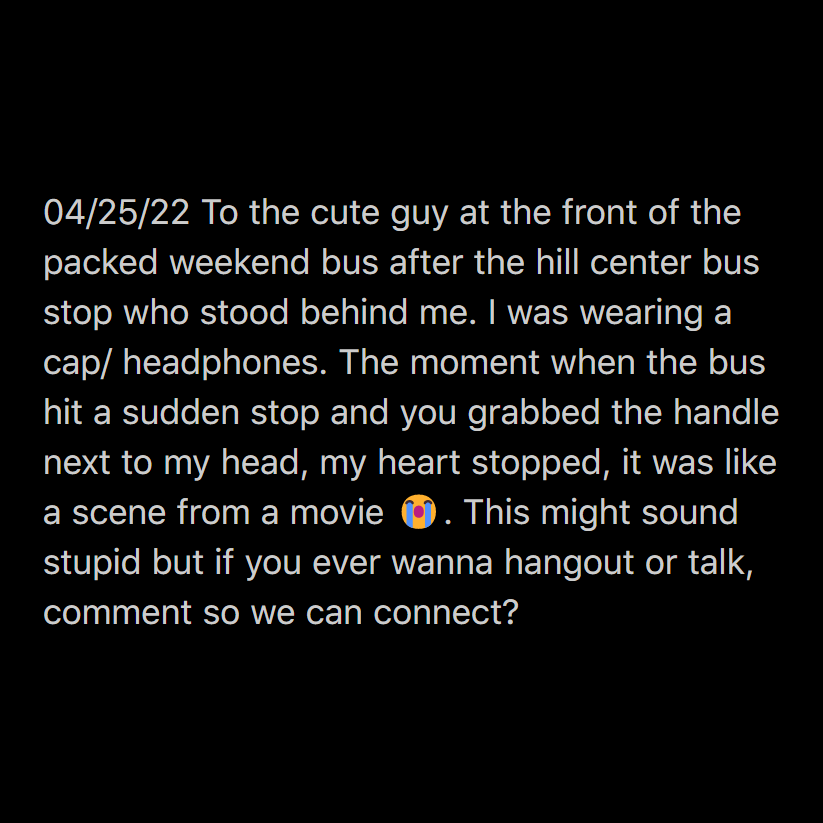 04/25/22 To the cute guy at the front of the
packed weekend bus after the hill center bus
stop who stood behind me. I was wearing a
cap/ headphones. The moment when the bus
hit a sudden stop and you grabbed the handle
next to my head, my heart stopped, it was like
a scene from a movie 😭. This might sound
stupid but if you ever wanna hangout or talk,
comment so we can connect?